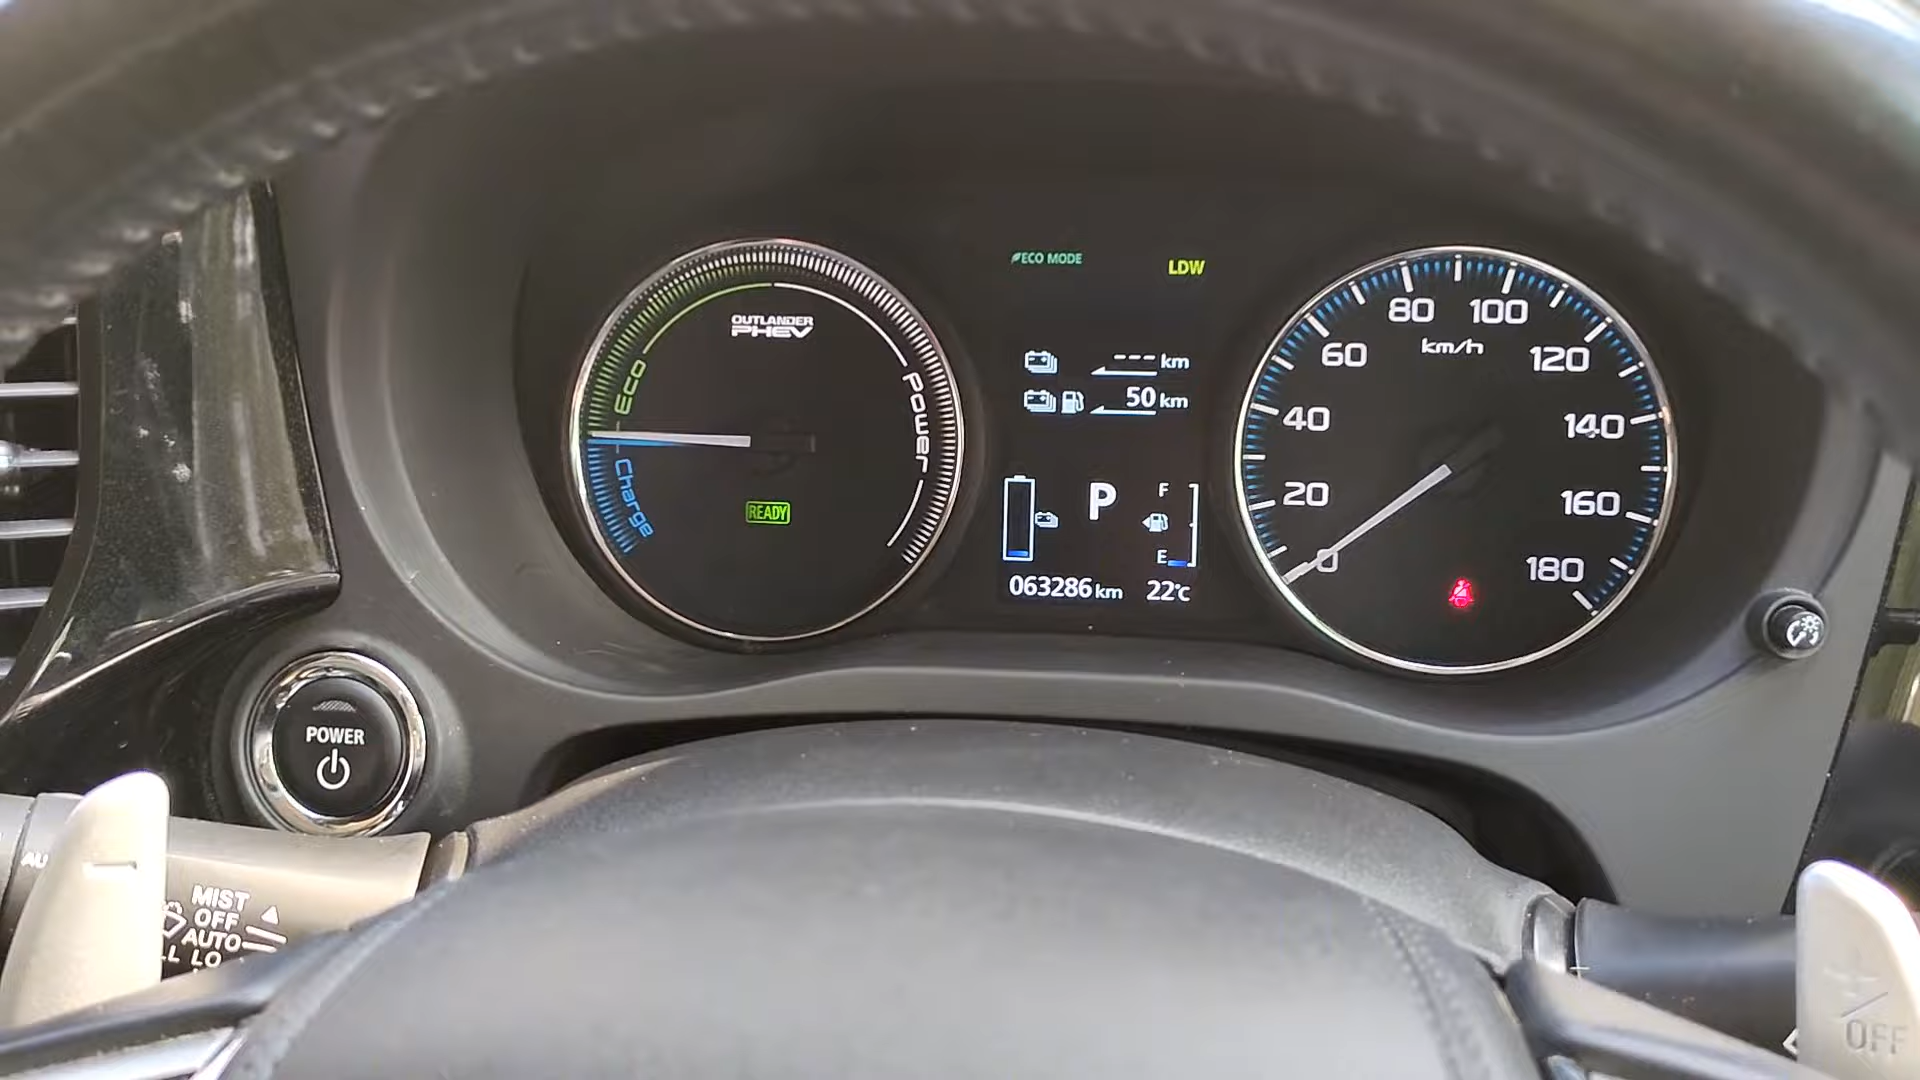 ECO MODE
LDW
OUTLANDER
PHEV
Eco
Charge
Power
READY
--- km
50 km
P
F
E
063286 km
22°C
0
20
40
60
80
100
120
140
160
180
km/h
POWER
AU
MIST
OFF
AUTO
LO
OFF